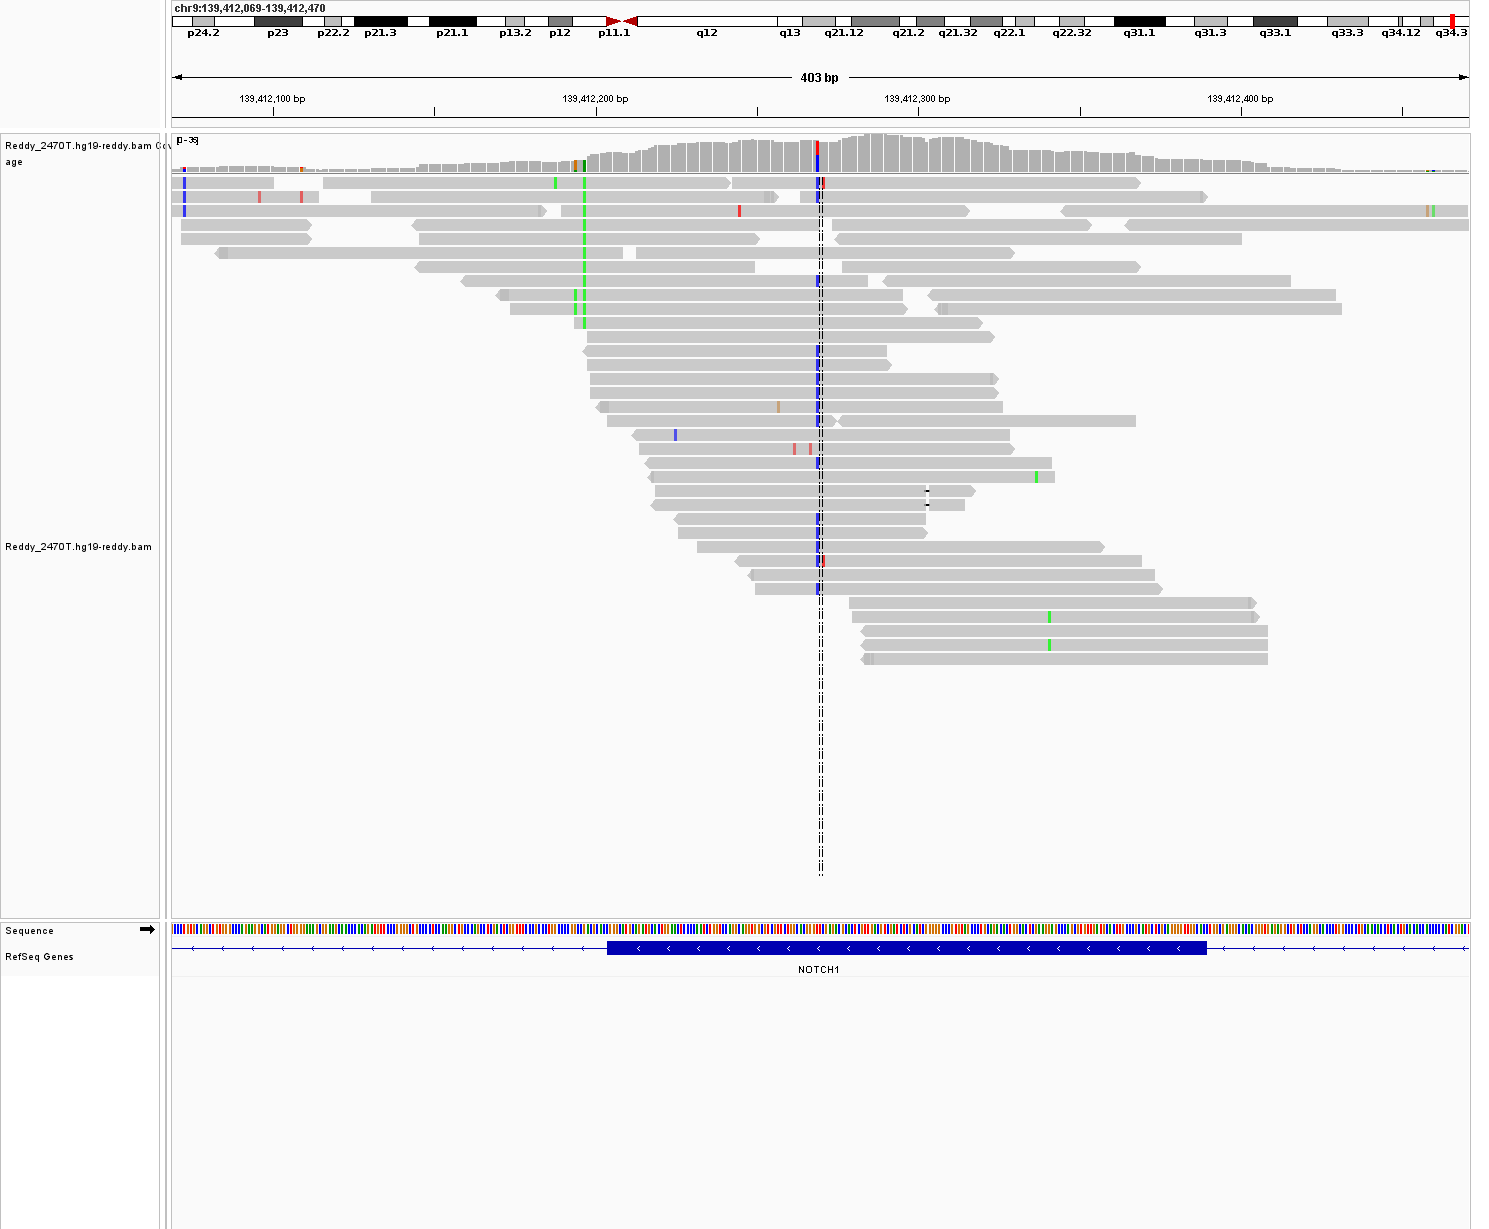 chr9:139,412,069-139,412,470
p24.2 p23 p22.2 p21.3 p21.1 p13.2 p12 p11.1 q12 q13 q21.12 q21.2 q21.32 q22.1 q22.32 q31.1 q31.3 q33.1 q33.3 q34.12 q34.3
403 bp
139,412,100 bp 139,412,200 bp 139,412,300 bp 139,412,400 bp
Reddy_2470T.hg19-reddy.bam Cov
age
[0-36]
Reddy_2470T.hg19-reddy.bam
Sequence
RefSeq Genes
NOTCH1